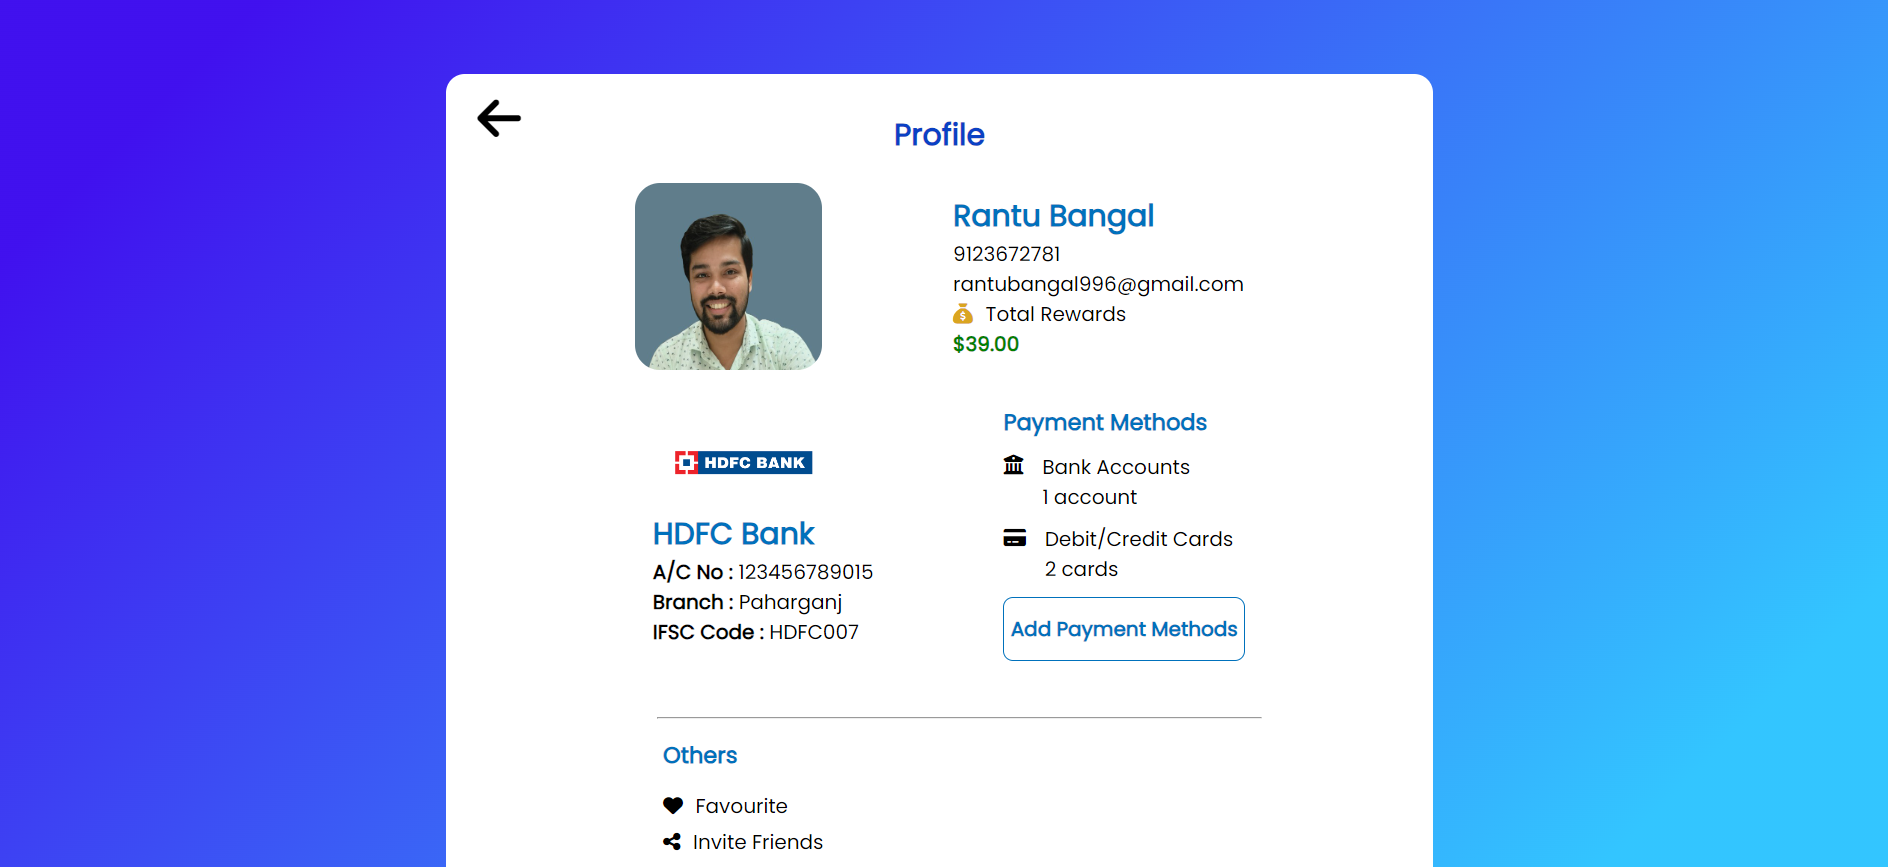 Profile
Rantu Bangal
9123672781
rantubangal996@gmail.com
Total Rewards
$39.00
HDFC BANK
HDFC Bank
A/C No : 123456789015
Branch : Paharganj
IFSC Code : HDFC007
Payment Methods
Bank Accounts
1 account
Debit/Credit Cards
2 cards
Add Payment Methods
Others
Favourite
Invite Friends